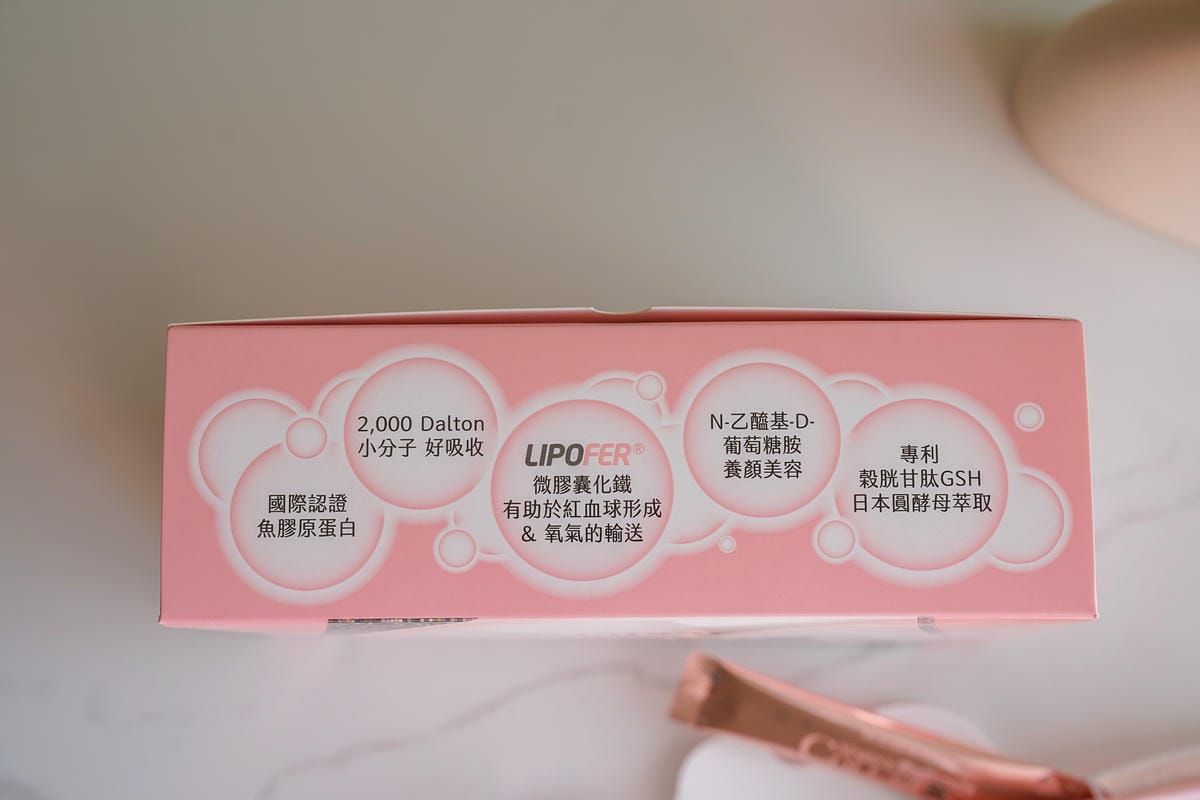 國際認證
魚膠原蛋白
2,000 Dalton
小分子 好吸收
LIPOFER®
微膠囊化鐵
有助於紅血球形成
& 氧氣的輸送
N-乙醯基-D-
葡萄糖胺
養顏美容
專利
穀胱甘肽GSH
日本圓酵母萃取